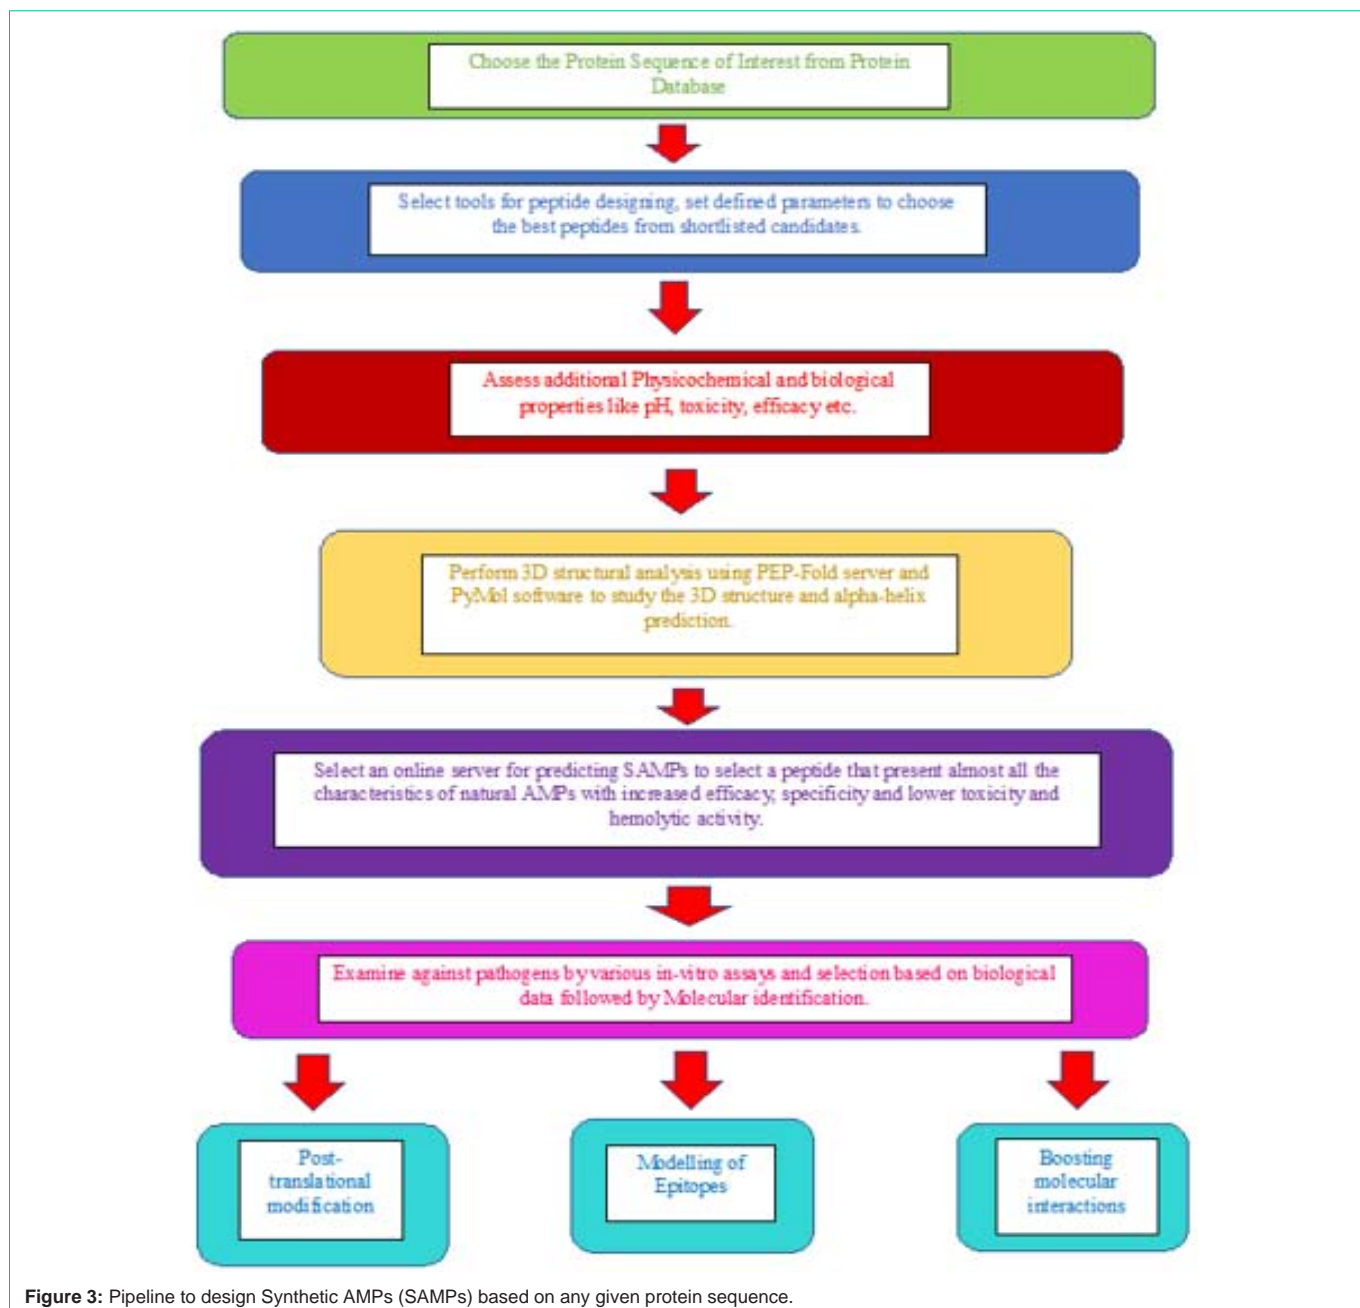 Choose the Protein Sequence of Interest from Protein
Database
Select tools for peptide designing, set defined parameters to choose
the best peptides from shortlisted candidates.
Assess additional Physicochemical and biological
properties like pH, toxicity, efficacy etc.
Perform 3D structural analysis using PEP-Fold server and
PyMol software to study the 3D structure and alpha-helix
prediction.
Select an online server for predicting SAMPs to select a peptide that present almost all the
characteristics of natural AMPs with increased efficacy, specificity and lower toxicity and
hemolytic activity.
Examine against pathogens by various in-vitro assays and selection based on biological
data followed by Molecular identification.
Post-
translational
modification
Modelling of
Epitopes
Boosting
molecular
interactions
Figure 3: Pipeline to design Synthetic AMPs (SAMPs) based on any given protein sequence.